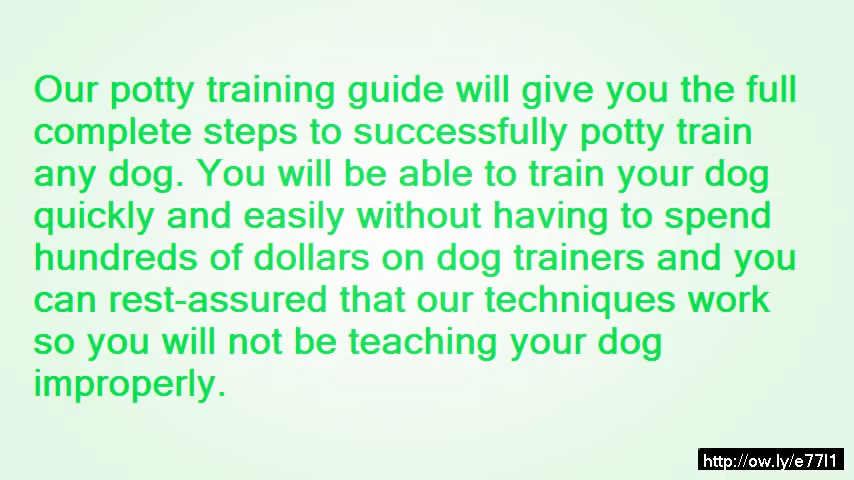 Our potty training guide will give you the full
complete steps to successfully potty train
any dog. You will be able to train your dog
quickly and easily without having to spend
hundreds of dollars on dog trainers and you
can rest-assured that our techniques work
so you will not be teaching your dog
improperly.
http://ow.ly/e77l1